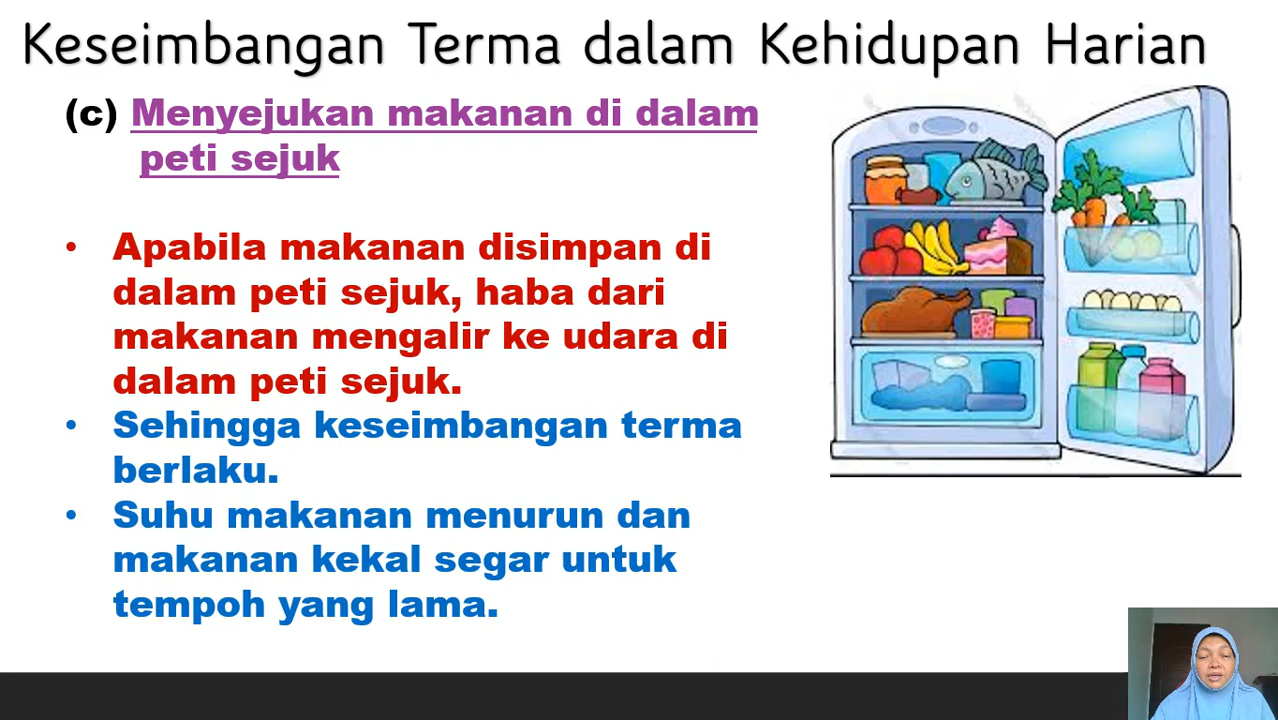 Keseimbangan Terma dalam Kehidupan Harian
(c) Menyejukan makanan di dalam
peti sejuk
• Apabila makanan disimpan di
dalam peti sejuk, haba dari
makanan mengalir ke udara di
dalam peti sejuk.
• Sehingga keseimbangan terma
berlaku.
• Suhu makanan menurun dan
makanan kekal segar untuk
tempoh yang lama.